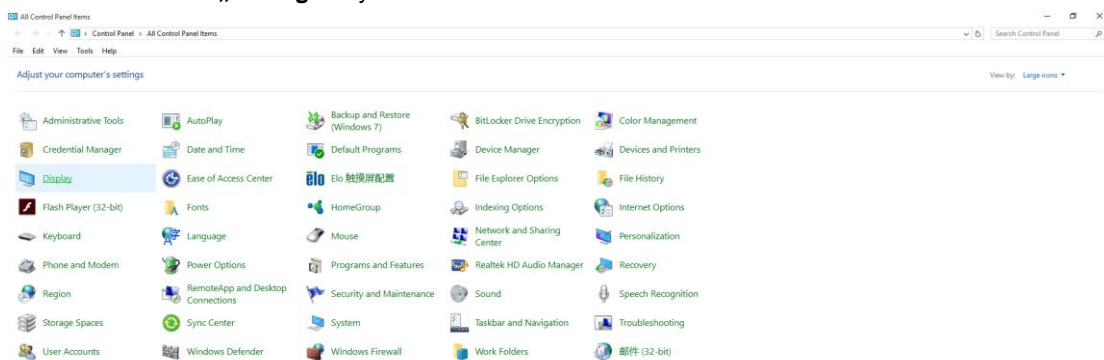 All Control Panel Items
Control Panel › All Control Panel Items
Search Control Panel
File Edit View Tools Help
Adjust your computer's settings
View by: Large icons
Administrative Tools
AutoPlay
Backup and Restore
(Windows 7)
BitLocker Drive Encryption
Color Management
Credential Manager
Date and Time
Default Programs
Device Manager
Devices and Printers
Display
Ease of Access Center
elo Elo 触摸屏配置
File Explorer Options
File History
Flash Player (32-bit)
Fonts
HomeGroup
Indexing Options
Internet Options
Keyboard
Language
Mouse
Network and Sharing
Center
Personalization
Phone and Modem
Power Options
Programs and Features
Realtek HD Audio Manager
Recovery
Region
RemoteApp and Desktop
Connections
Security and Maintenance
Sound
Speech Recognition
Storage Spaces
Sync Center
System
Taskbar and Navigation
Troubleshooting
User Accounts
Windows Defender
Windows Firewall
Work Folders
邮件 (32-bit)